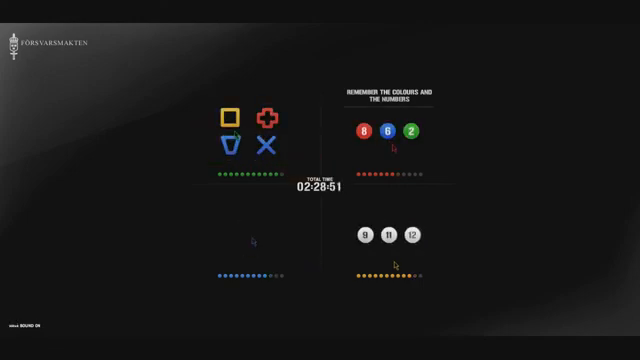 FÖRSVARSMAKTEN
REMEMBER THE COLOURS AND
THE NUMBERS
8 6 2
TOTAL TIME
02:28:51
9 11 12
SOUND ON